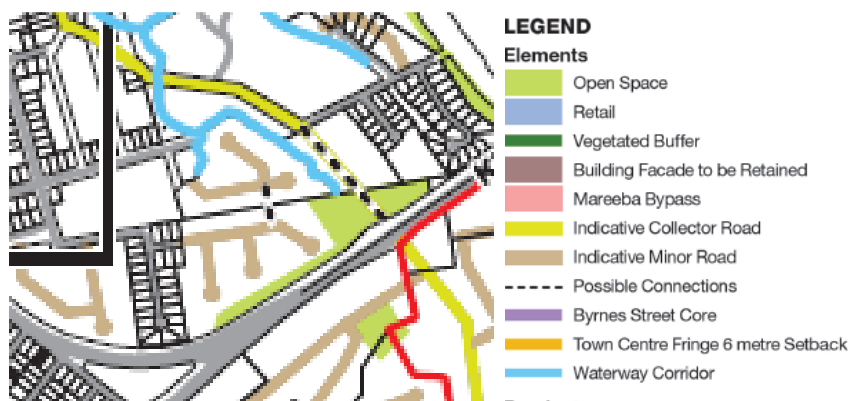 LEGEND
Elements
Open Space
Retail
Vegetated Buffer
Building Facade to be Retained
Mareeba Bypass
Indicative Collector Road
Indicative Minor Road
Possible Connections
Byrnes Street Core
Town Centre Fringe 6 metre Setback
Waterway Corridor